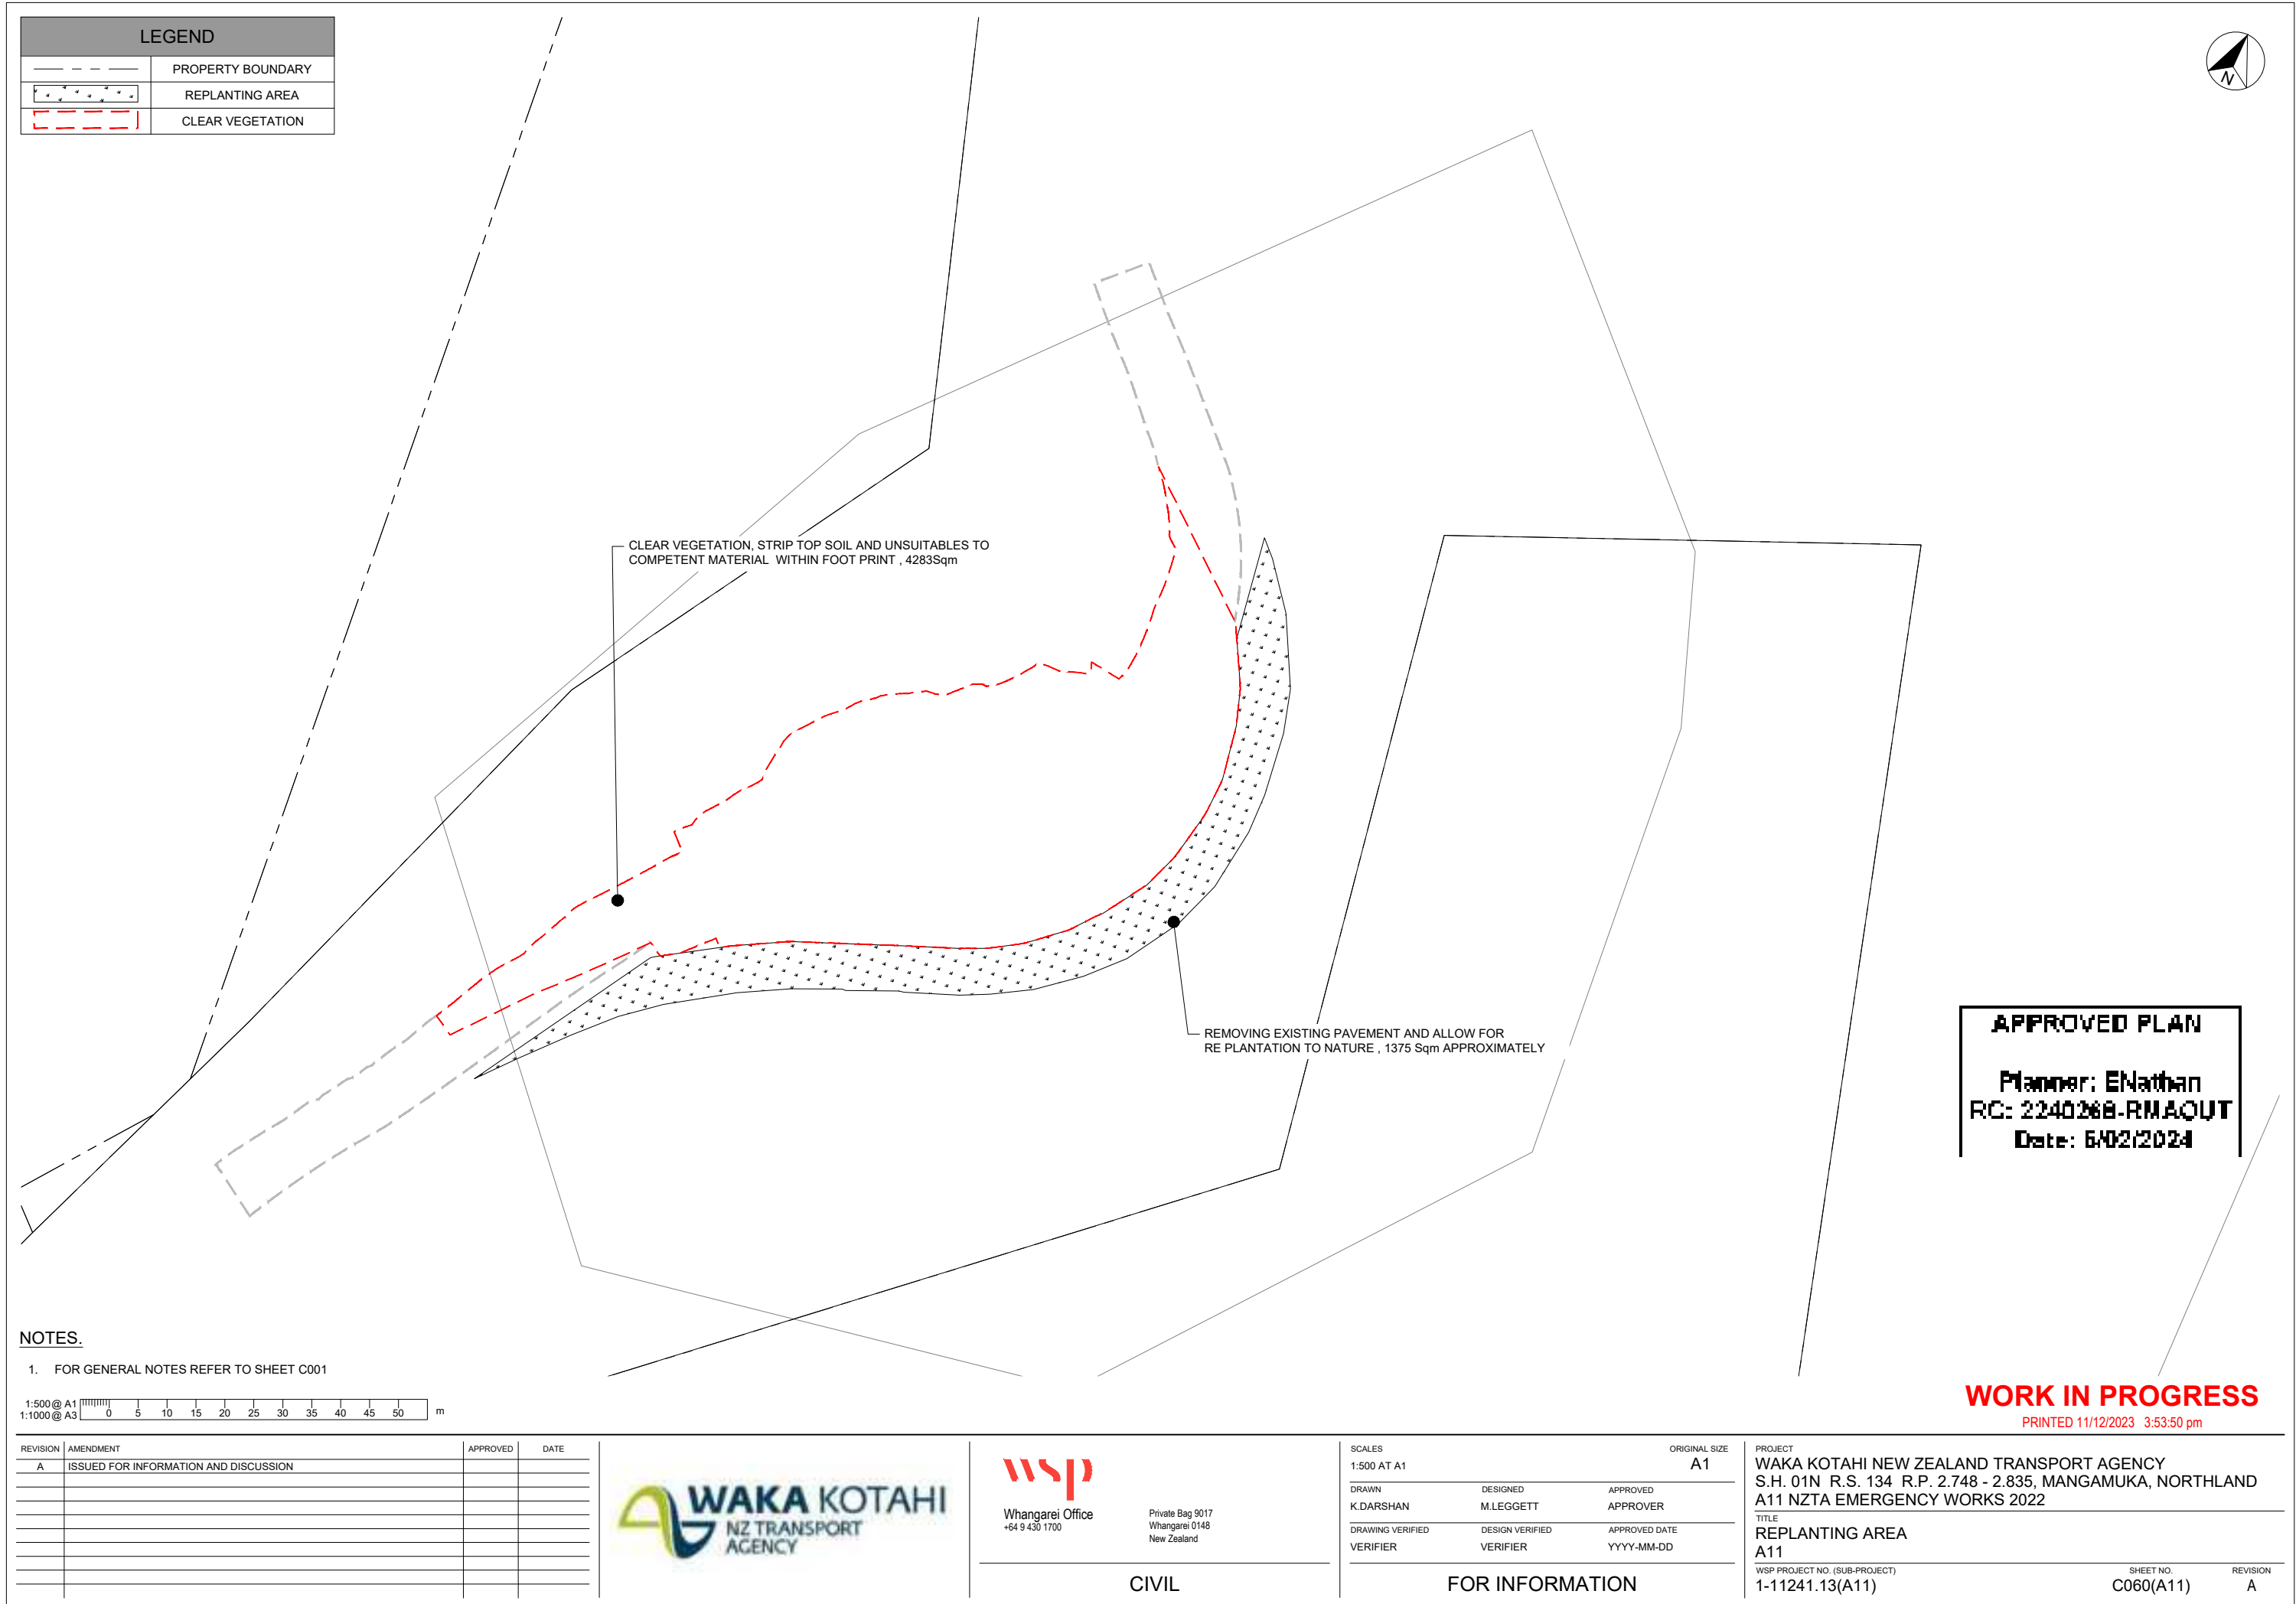 LEGEND
PROPERTY BOUNDARY
REPLANTING AREA
CLEAR VEGETATION
N
CLEAR VEGETATION, STRIP TOP SOIL AND UNSUITABLES TO
COMPETENT MATERIAL WITHIN FOOT PRINT , 4283Sqm
REMOVING EXISTING PAVEMENT AND ALLOW FOR
RE PLANTATION TO NATURE , 1375 Sqm APPROXIMATELY
APPROVED PLAN
Planner: ENathan
RC: 2240268-RMAOUT
Date: 6/02/2024
NOTES.
1. FOR GENERAL NOTES REFER TO SHEET C001
1:500 @ A1
1:1000 @ A3
0 5 10 15 20 25 30 35 40 45 50 m
WORK IN PROGRESS
PRINTED 11/12/2023 3:53:50 pm
REVISION AMENDMENT APPROVED DATE
A ISSUED FOR INFORMATION AND DISCUSSION
WAKA KOTAHI
NZ TRANSPORT
AGENCY
wsp
Whangarei Office
+64 9 430 1700
Private Bag 9017
Whangarei 0148
New Zealand
CIVIL
SCALES ORIGINAL SIZE
1:500 AT A1 A1
DRAWN DESIGNED APPROVED
K.DARSHAN M.LEGGETT APPROVER
DRAWING VERIFIED DESIGN VERIFIED APPROVED DATE
VERIFIER VERIFIER YYYY-MM-DD
FOR INFORMATION
PROJECT
WAKA KOTAHI NEW ZEALAND TRANSPORT AGENCY
S.H. 01N R.S. 134 R.P. 2.748 - 2.835, MANGAMUKA, NORTHLAND
A11 NZTA EMERGENCY WORKS 2022
TITLE
REPLANTING AREA
A11
WSP PROJECT NO. (SUB-PROJECT) SHEET NO. REVISION
1-11241.13(A11) C060(A11) A